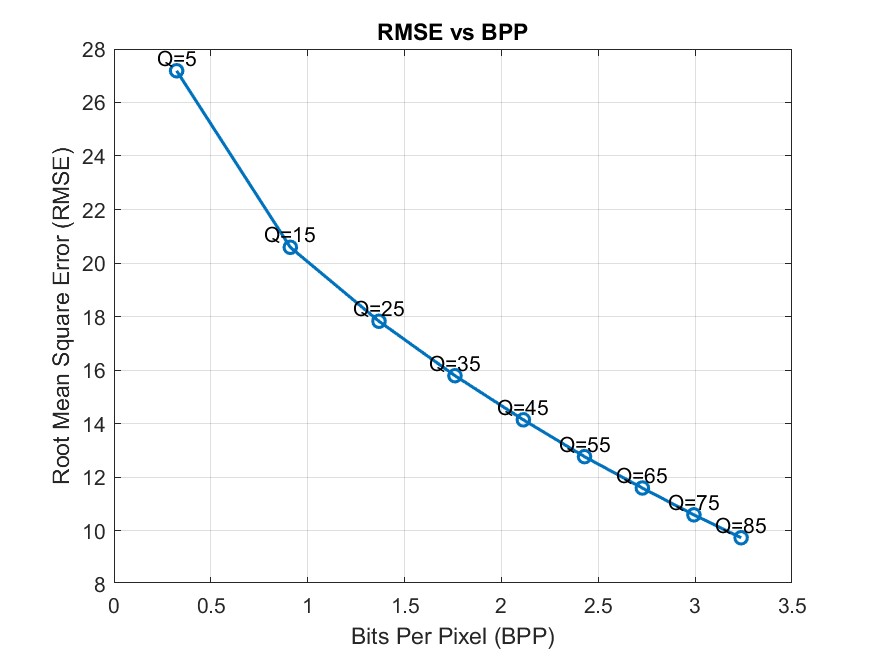 RMSE vs BPP
28
26
24
22
20
18
16
14
12
10
8
Root Mean Square Error (RMSE)
Q=5
Q=15
Q=25
Q=35
Q=45
Q=55
Q=65
Q=75
Q=85
0 0.5 1 1.5 2 2.5 3 3.5
Bits Per Pixel (BPP)